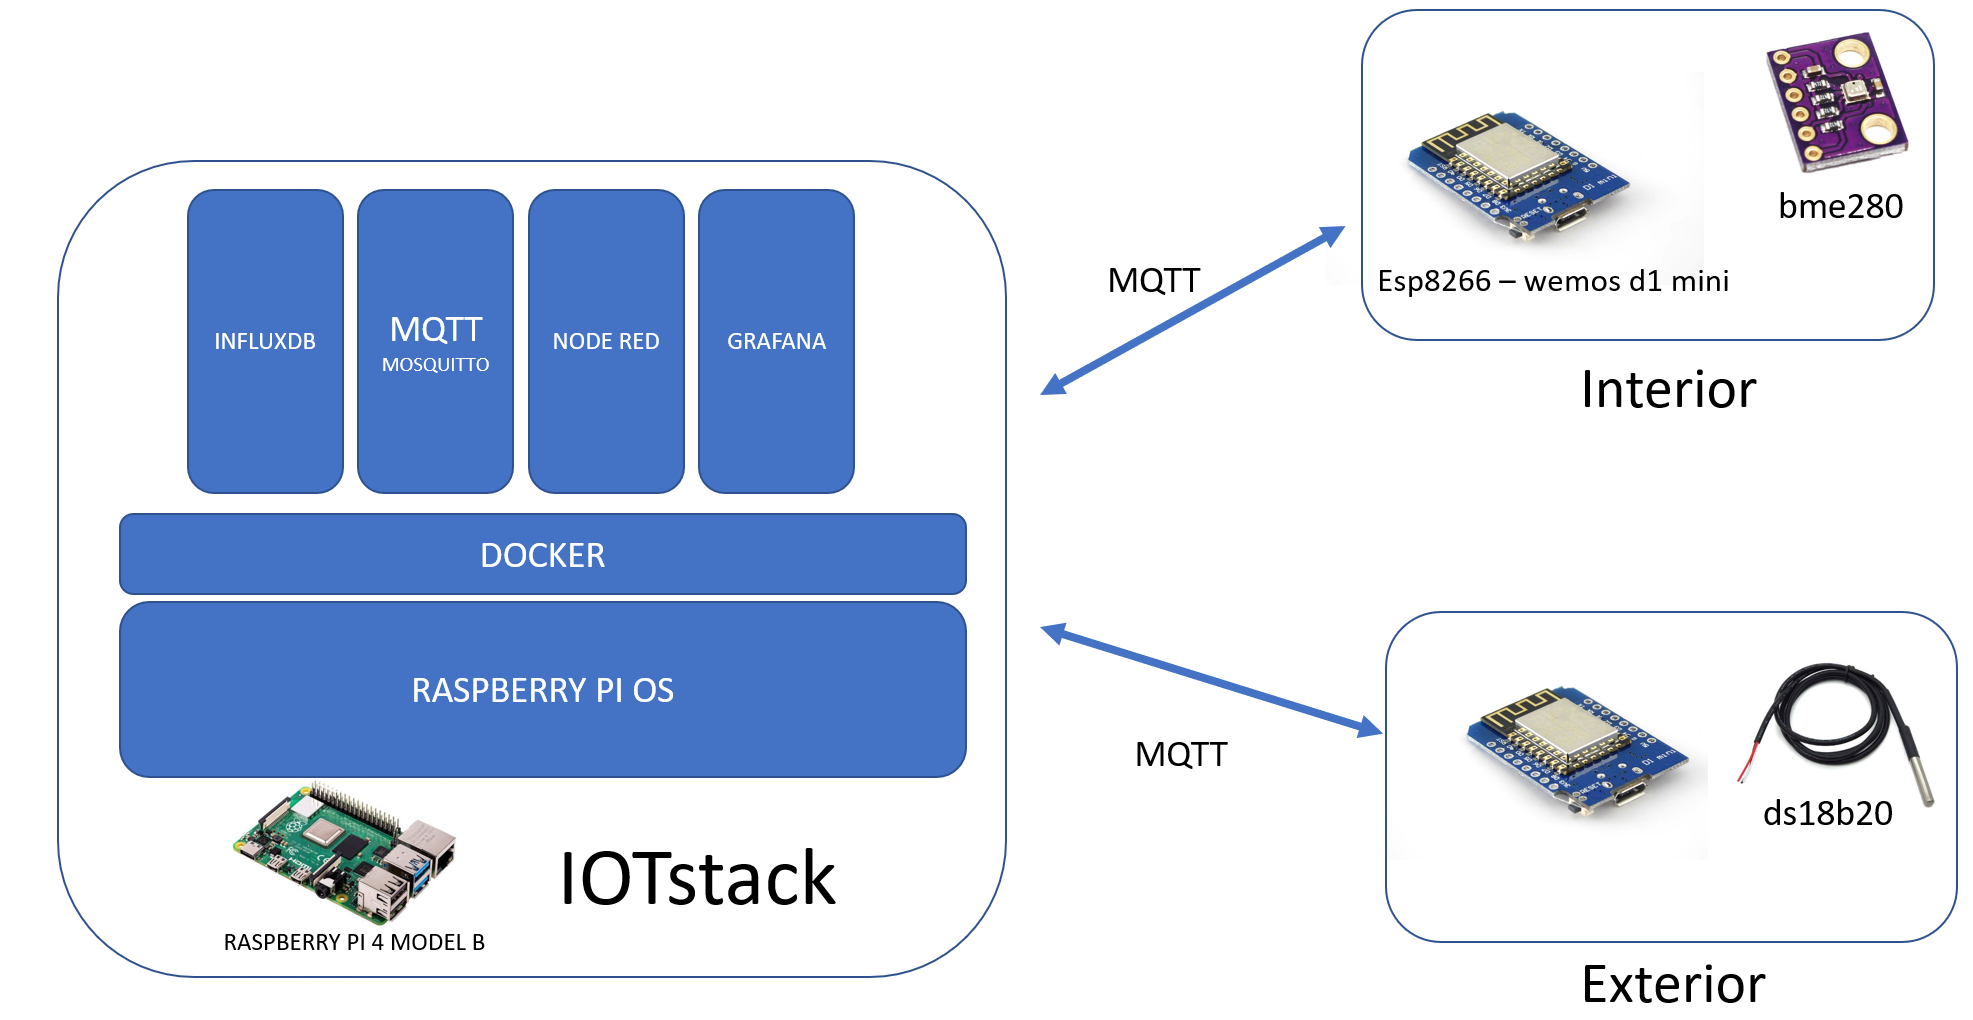 INFLUXDB
MQTT
MOSQUITTO
NODE RED
GRAFANA
DOCKER
RASPBERRY PI OS
RASPBERRY PI 4 MODEL B
IOTstack
MQTT
MQTT
bme280
Esp8266 – wemos d1 mini
Interior
ds18b20
Exterior